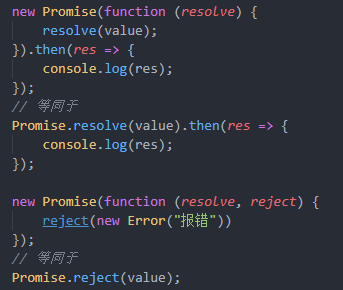 new Promise(function (resolve) {
    resolve(value);
}).then(res => {
    console.log(res);
});
// 等同于
Promise.resolve(value).then(res => {
    console.log(res);
});

new Promise(function (resolve, reject) {
    reject(new Error("报错"))
});
// 等同于
Promise.reject(value);